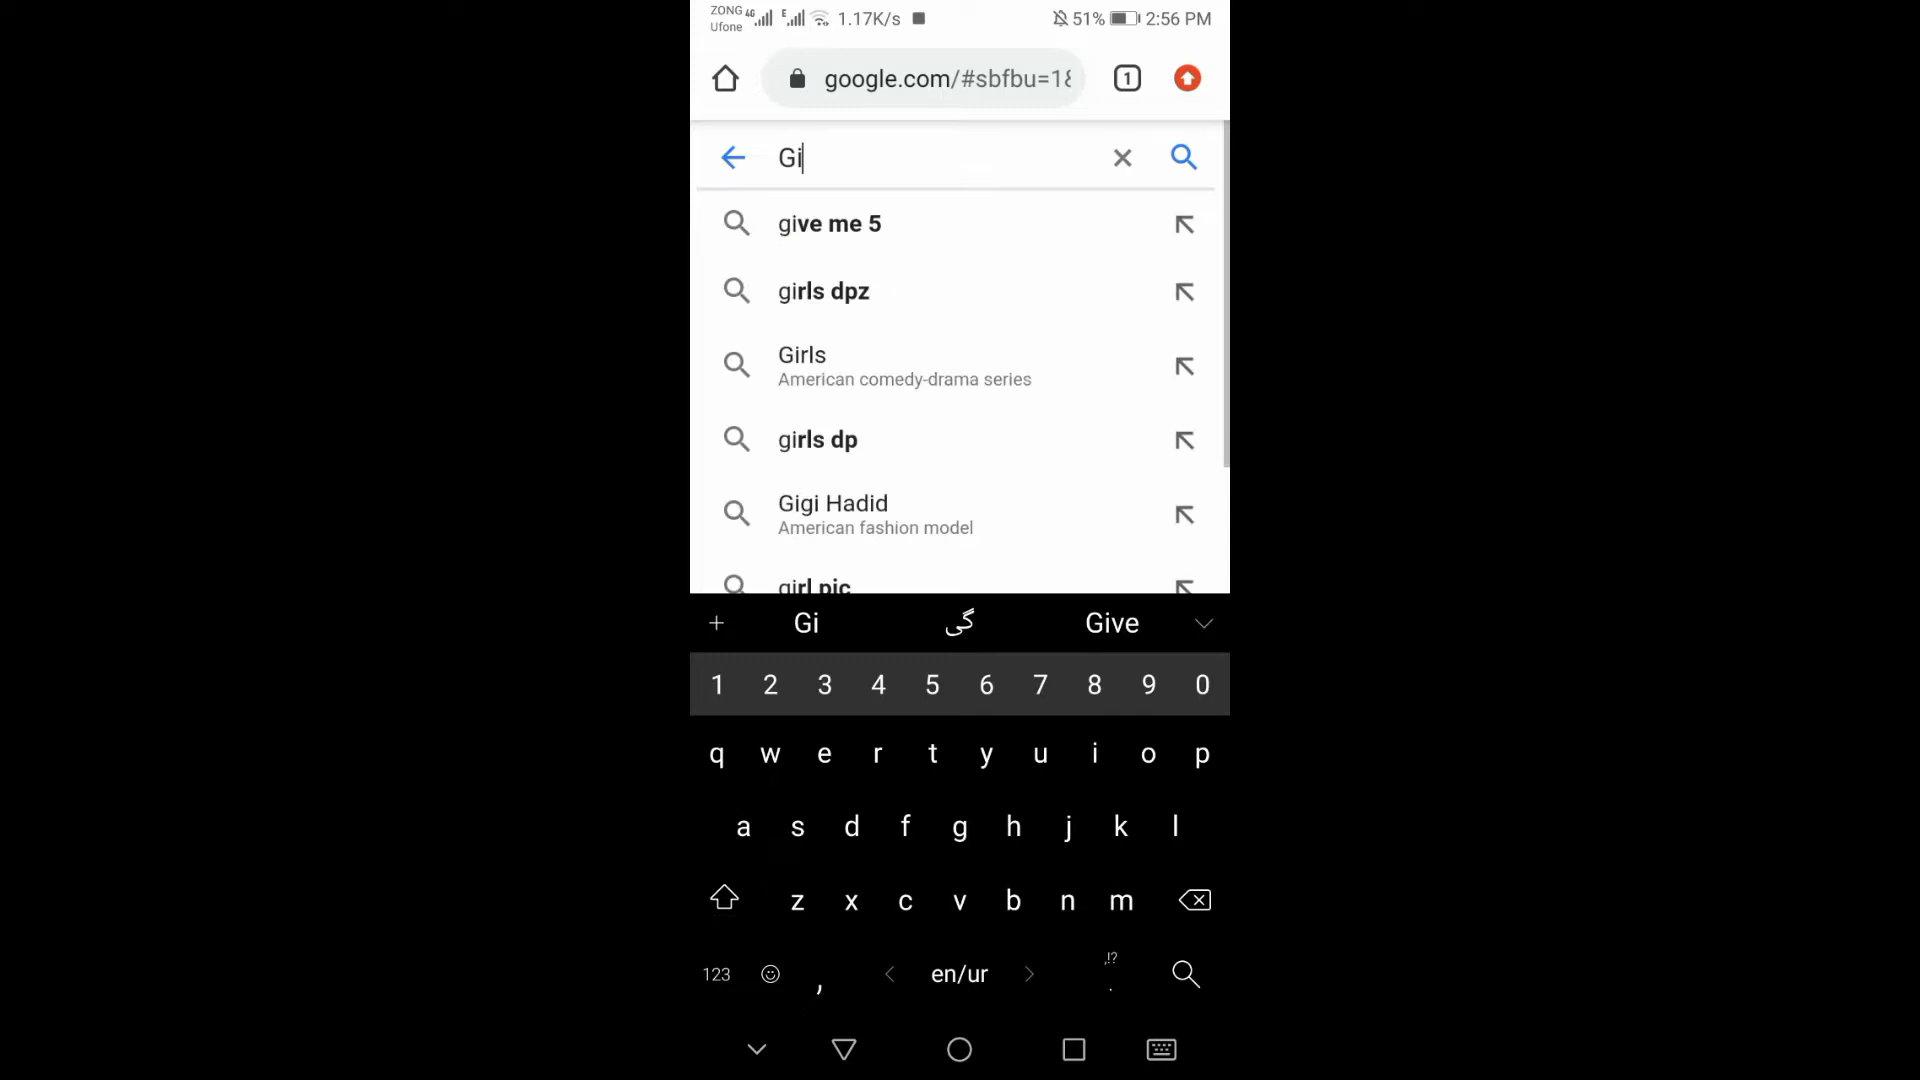 ZONG 4G E 1.17K/s 51% 2:56 PM
Ufone
google.com/#sbfbu=1
1
Gi
give me 5
girls dpz
Girls
American comedy-drama series
girls dp
Gigi Hadid
American fashion model
girl pic
Gi گی Give
1 2 3 4 5 6 7 8 9 0
q w e r t y u i o p
a s d f g h j k l
z x c v b n m
123 , en/ur ,!? .